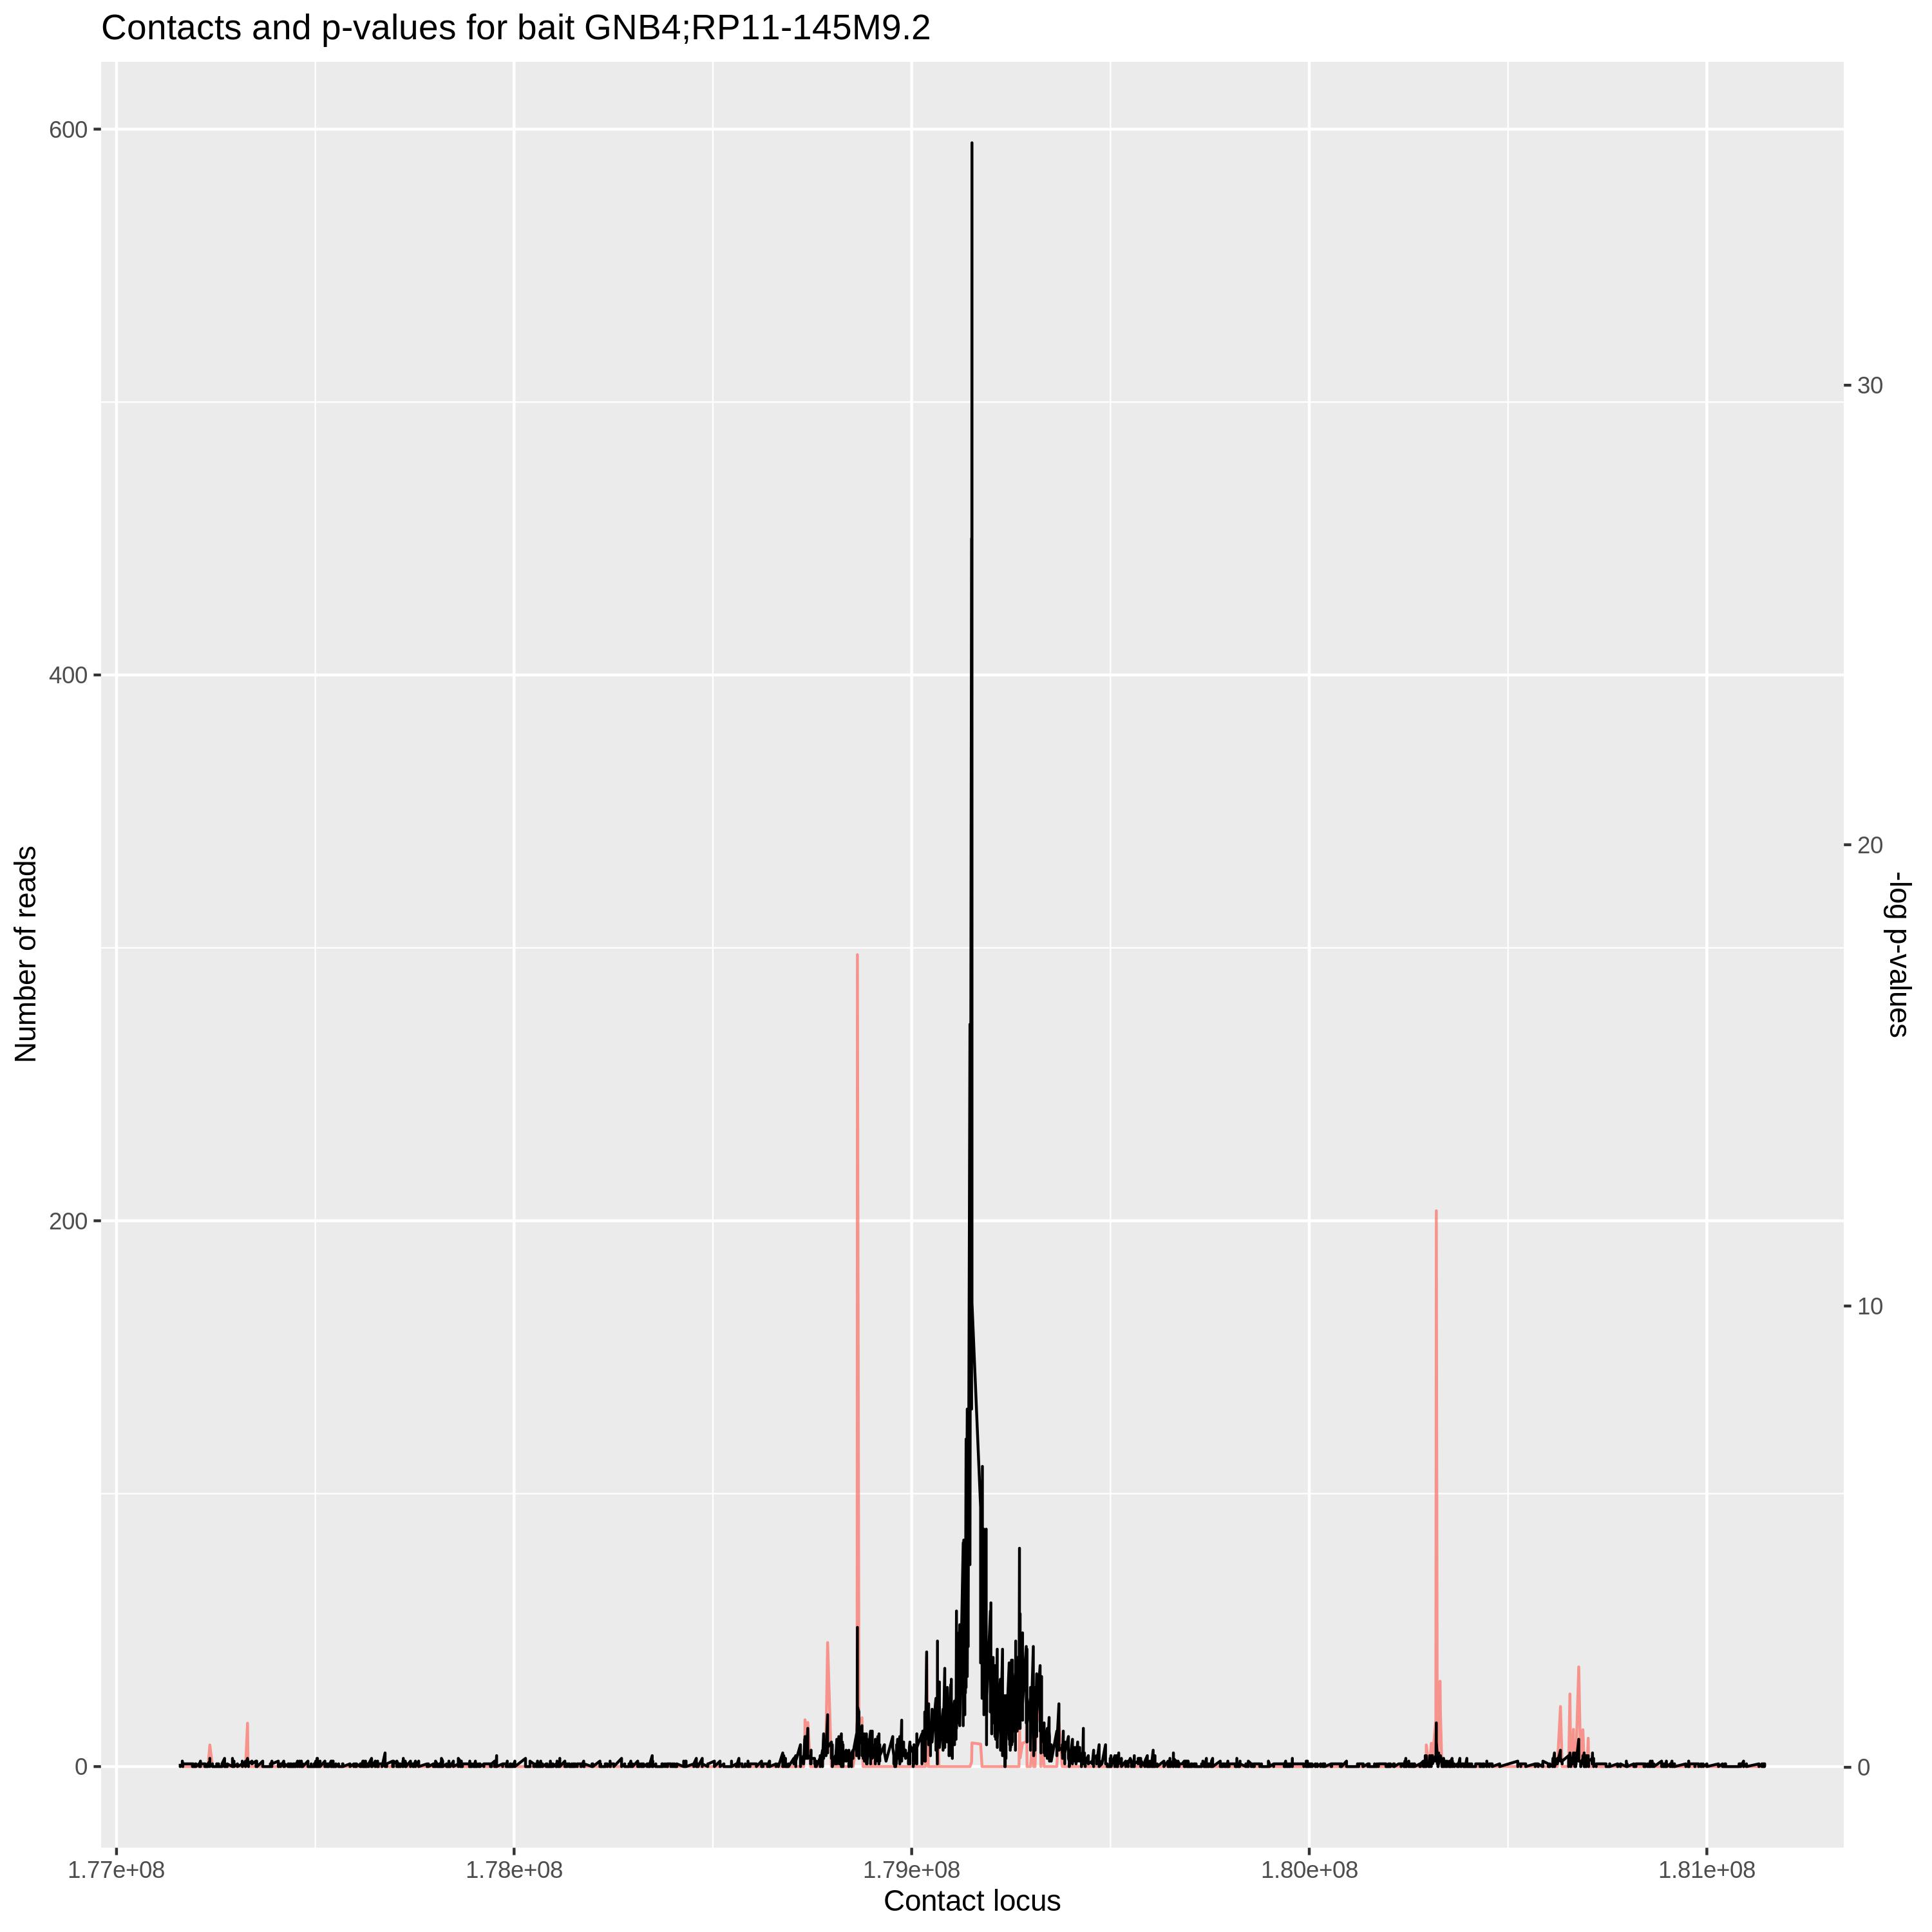 Contacts and p-values for bait GNB4;RP11-145M9.2
600
400
200
0
Number of reads
30
20
10
0
-log p-values
1.77e+08
1.78e+08
1.79e+08
1.80e+08
1.81e+08
Contact locus